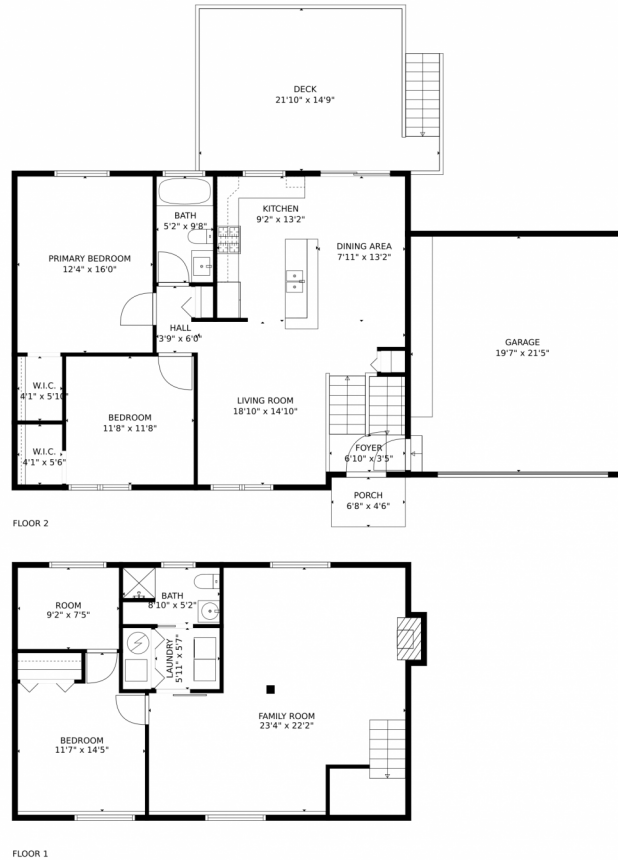 DECK
21'10" x 14'9"
KITCHEN
9'2" x 13'2"
BATH
5'2" x 9'8"
DINING AREA
7'11" x 13'2"
PRIMARY BEDROOM
12'4" x 16'0"
HALL
3'9" x 6'0"
GARAGE
19'7" x 21'5"
W.I.C.
4'1" x 5'10"
LIVING ROOM
18'10" x 14'10"
BEDROOM
11'8" x 11'8"
W.I.C.
4'1" x 5'6"
FOYER
6'10" x 3'5"
PORCH
6'8" x 4'6"
FLOOR 2
BATH
8'10" x 5'2"
ROOM
9'2" x 7'5"
LAUNDRY
5'11" x 5'7"
FAMILY ROOM
23'4" x 22'2"
BEDROOM
11'7" x 14'5"
FLOOR 1